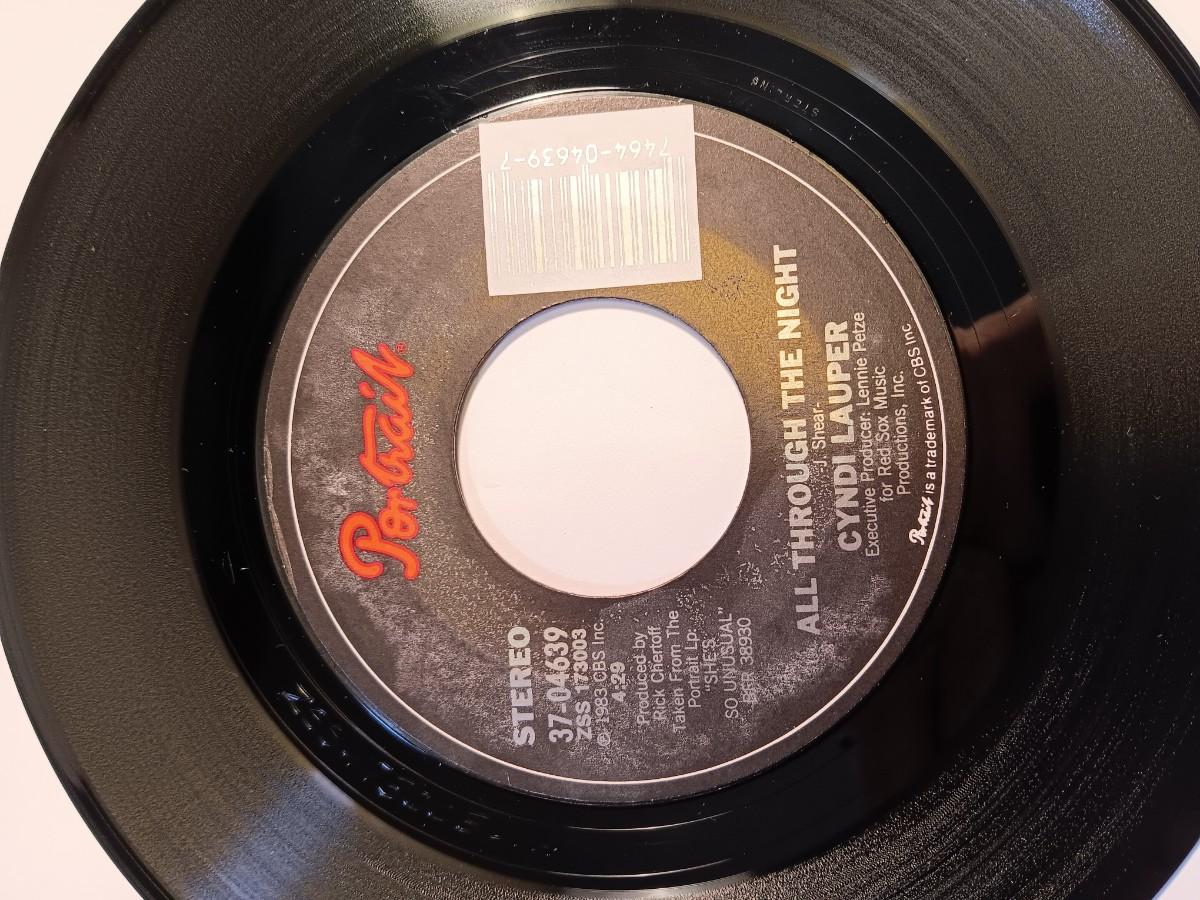 Portrait®
STEREO
37-04639
ZSS 173003
℗ 1983 CBS Inc.
4:29
Produced by
Rick Chertoff
Taken From The
Portrait Lp:
"SHE'S
SO UNUSUAL"
BFR 38930
7464-04639-7
ALL THROUGH THE NIGHT
-J. Shear-
CYNDI LAUPER
Executive Producer: Lennie Petze
for Red Sox Music
Productions, Inc.
Portrait is a trademark of CBS Inc
STERLING